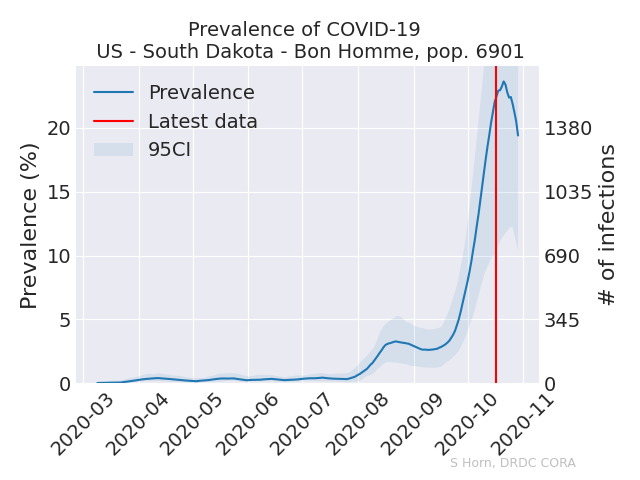 Prevalence of COVID-19
US - South Dakota - Bon Homme, pop. 6901
Prevalence
Latest data
95CI
Prevalence (%)
20
15
10
5
0
1380
1035
690
345
0
# of infections
2020-03
2020-04
2020-05
2020-06
2020-07
2020-08
2020-09
2020-10
2020-11
S Horn, DRDC CORA